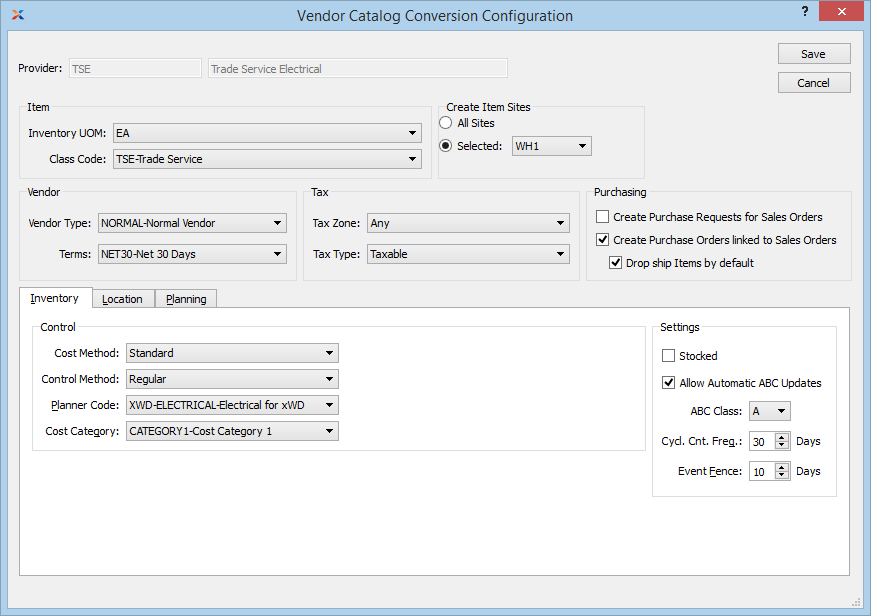 Vendor Catalog Conversion Configuration
?
Provider: TSE Trade Service Electrical
Save
Cancel
Item
Inventory UOM: EA
Class Code: TSE-Trade Service
Create Item Sites
All Sites
Selected: WH1
Vendor
Vendor Type: NORMAL-Normal Vendor
Terms: NET30-Net 30 Days
Tax
Tax Zone: Any
Tax Type: Taxable
Purchasing
Create Purchase Requests for Sales Orders
Create Purchase Orders linked to Sales Orders
Drop ship Items by default
Inventory Location Planning
Control
Cost Method: Standard
Control Method: Regular
Planner Code: XWD-ELECTRICAL-Electrical for xWD
Cost Category: CATEGORY1-Cost Category 1
Settings
Stocked
Allow Automatic ABC Updates
ABC Class: A
Cycl. Cnt. Freq.: 30 Days
Event Fence: 10 Days